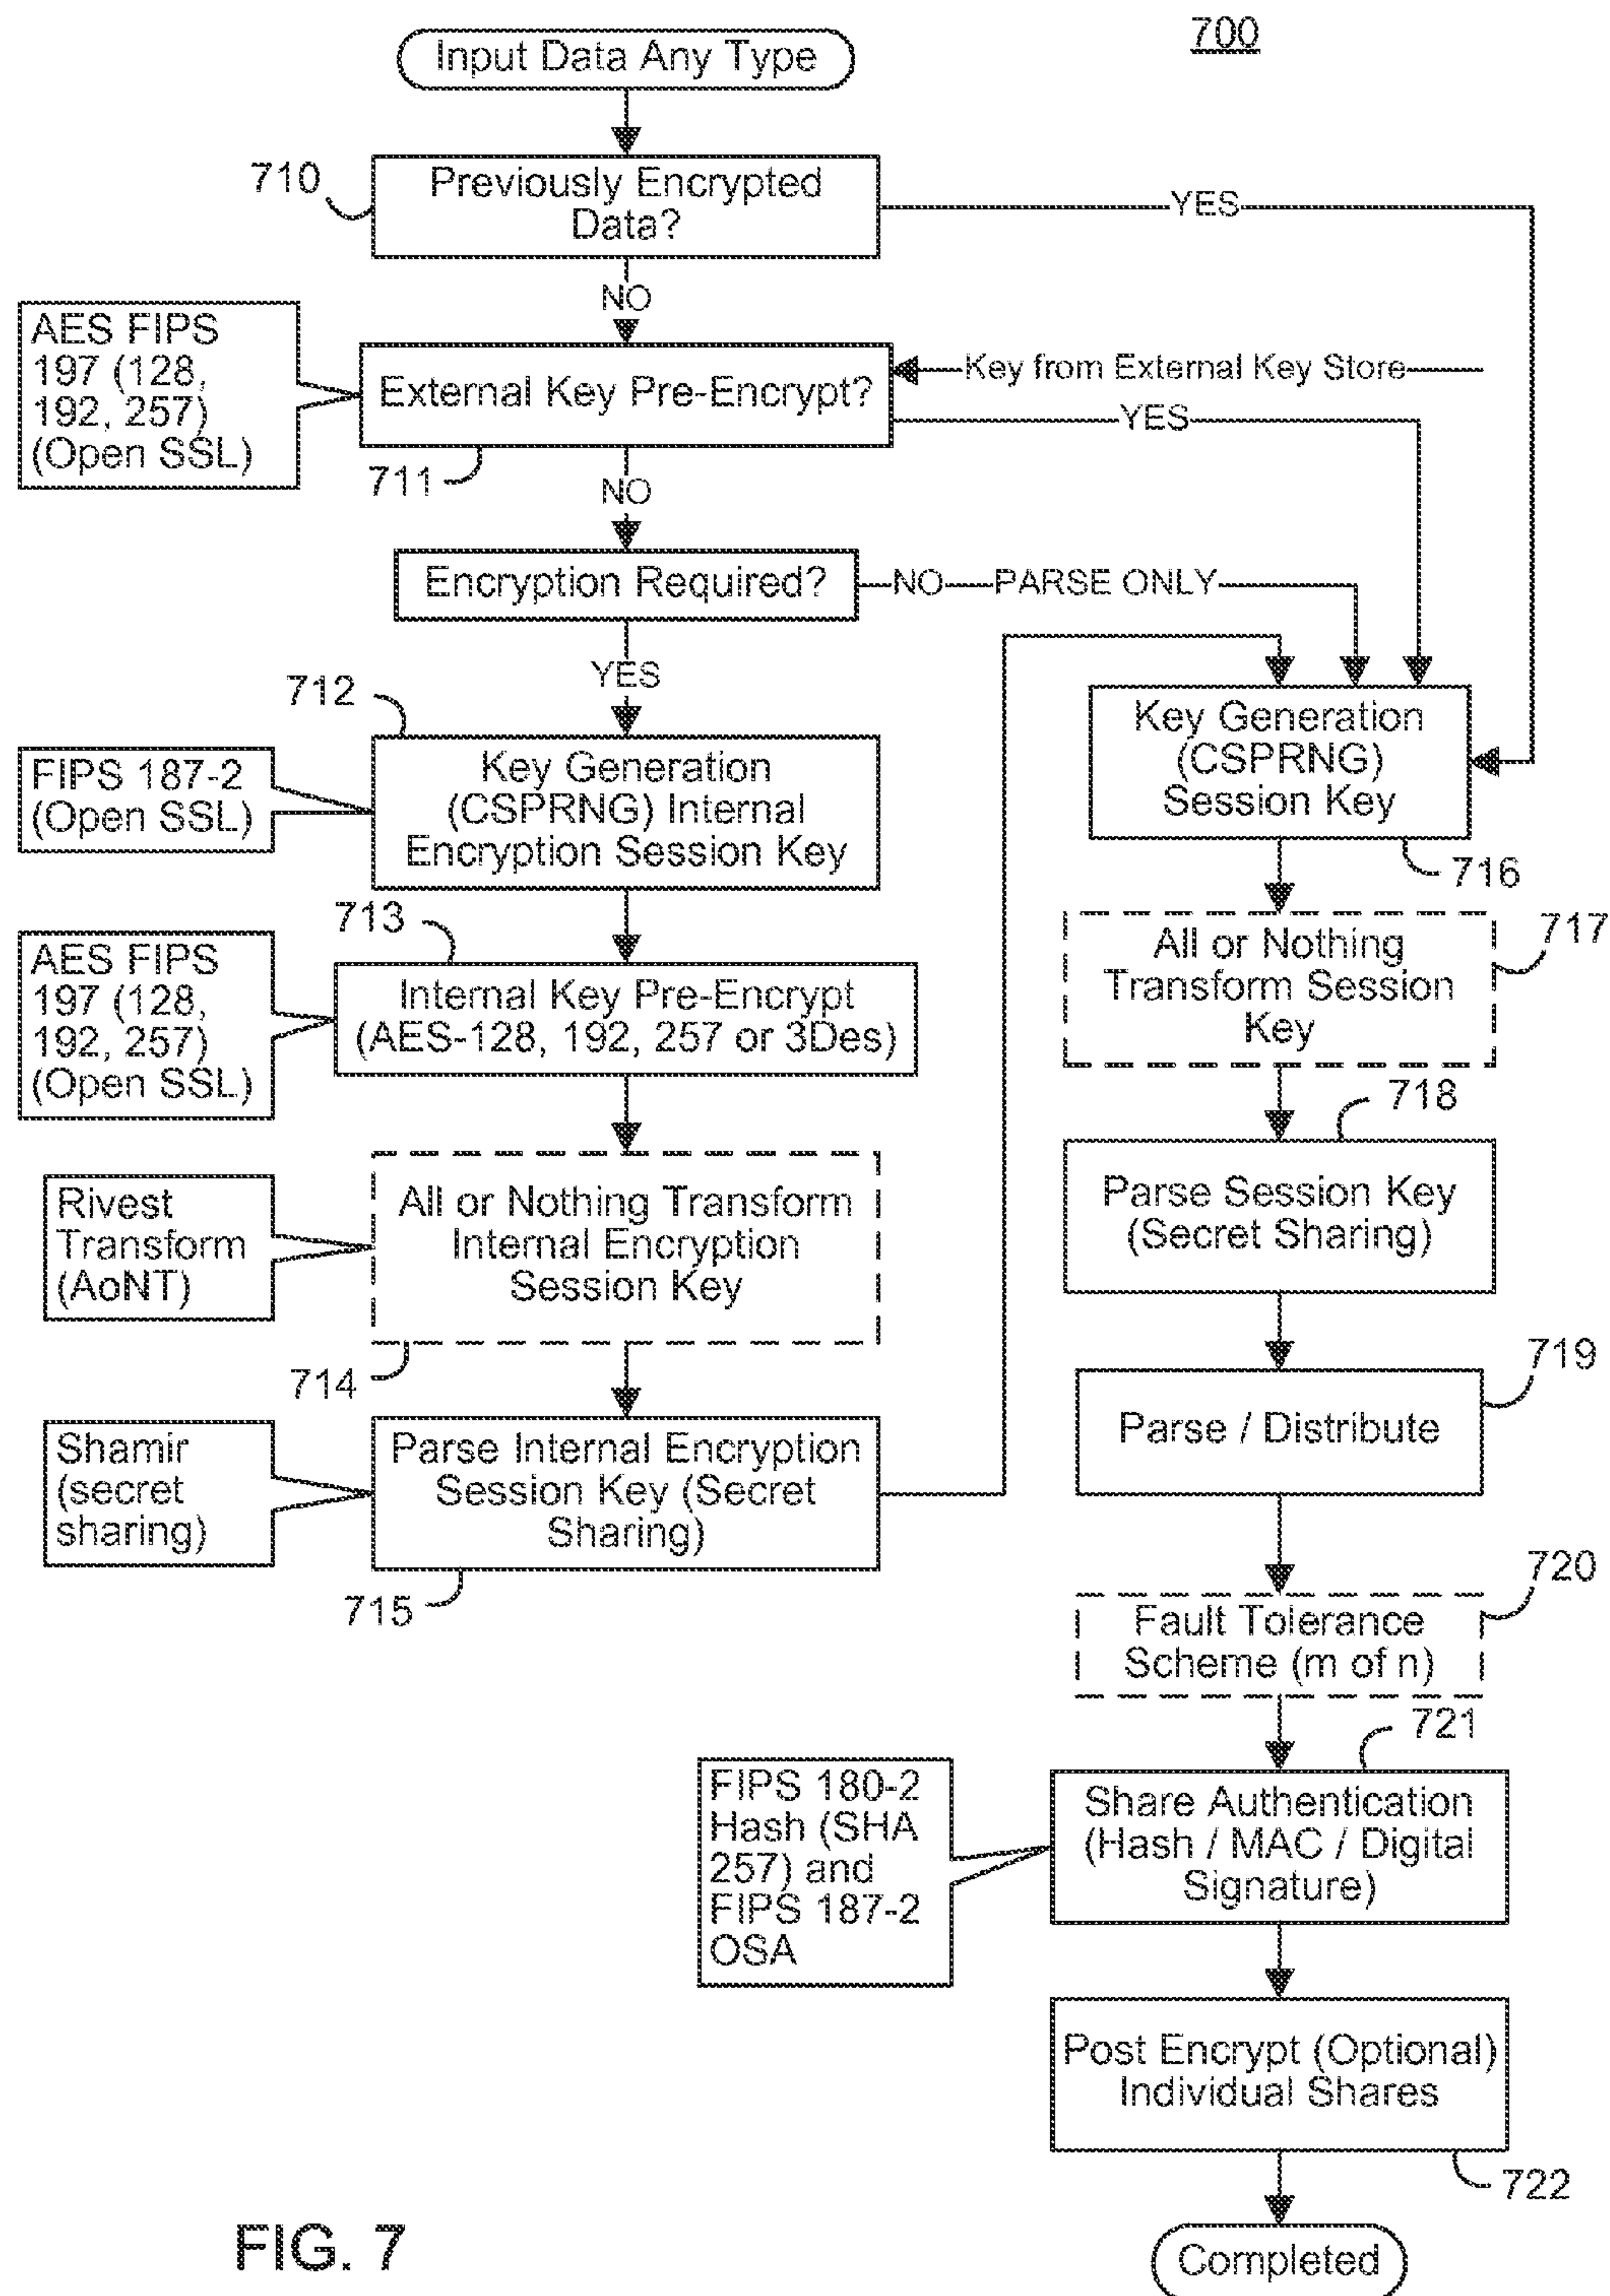 700
Input Data Any Type
710
Previously Encrypted
Data?
YES
NO
AES FIPS
197 (128,
192, 257)
(Open SSL)
External Key Pre-Encrypt?
Key from External Key Store
YES
711
NO
Encryption Required?
NO
PARSE ONLY
YES
712
FIPS 187-2
(Open SSL)
Key Generation
(CSPRNG) Internal
Encryption Session Key
713
AES FIPS
197 (128,
192, 257)
(Open SSL)
Internal Key Pre-Encrypt
(AES-128, 192, 257 or 3Des)
Rivest
Transform
(AoNT)
All or Nothing Transform
Internal Encryption
Session Key
714
Shamir
(secret
sharing)
Parse Internal Encryption
Session Key (Secret
Sharing)
715
Key Generation
(CSPRNG)
Session Key
716
All or Nothing
Transform Session
Key
717
718
Parse Session Key
(Secret Sharing)
719
Parse / Distribute
720
Fault Tolerance
Scheme (m of n)
721
FIPS 180-2
Hash (SHA
257) and
FIPS 187-2
OSA
Share Authentication
(Hash / MAC / Digital
Signature)
Post Encrypt (Optional)
Individual Shares
722
Completed
FIG. 7